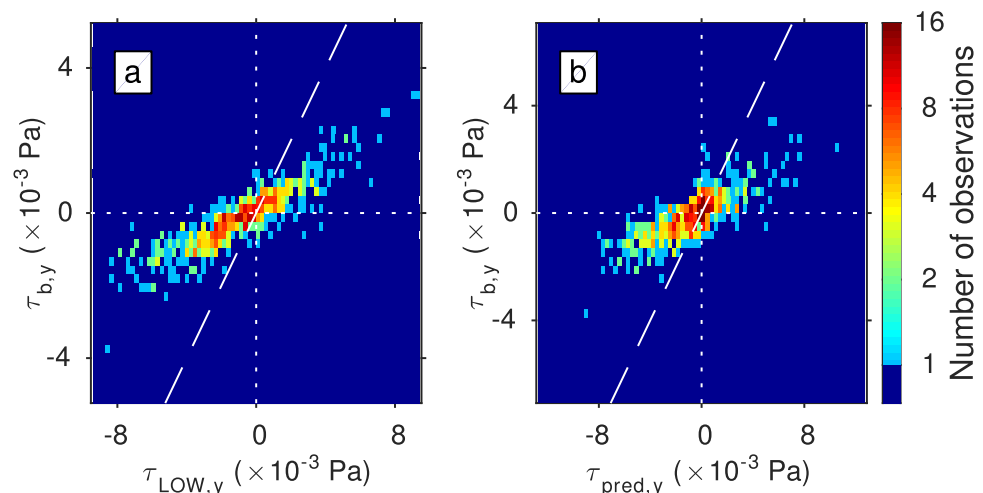 a
4
0
-4
τb,y (×10-3 Pa)
-8 0 8
τLOW,y (×10-3 Pa)
b
4
0
-4
τb,y (×10-3 Pa)
-8 0 8
τpred,y (×10-3 Pa)
16
8
4
2
1
Number of observations